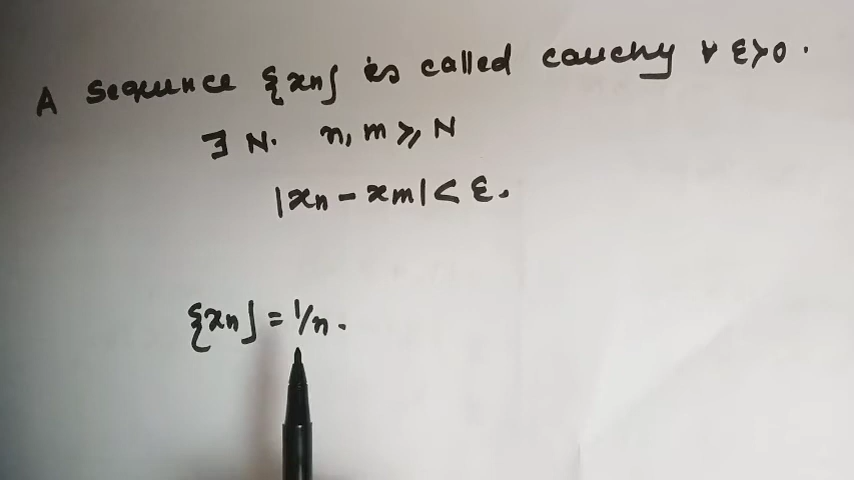 A sequence {xn} is called cauchy ∀ ε>0.
∃ N. n, m ⩾ N
|xn - xm| < ε.
{xn} = 1/n.